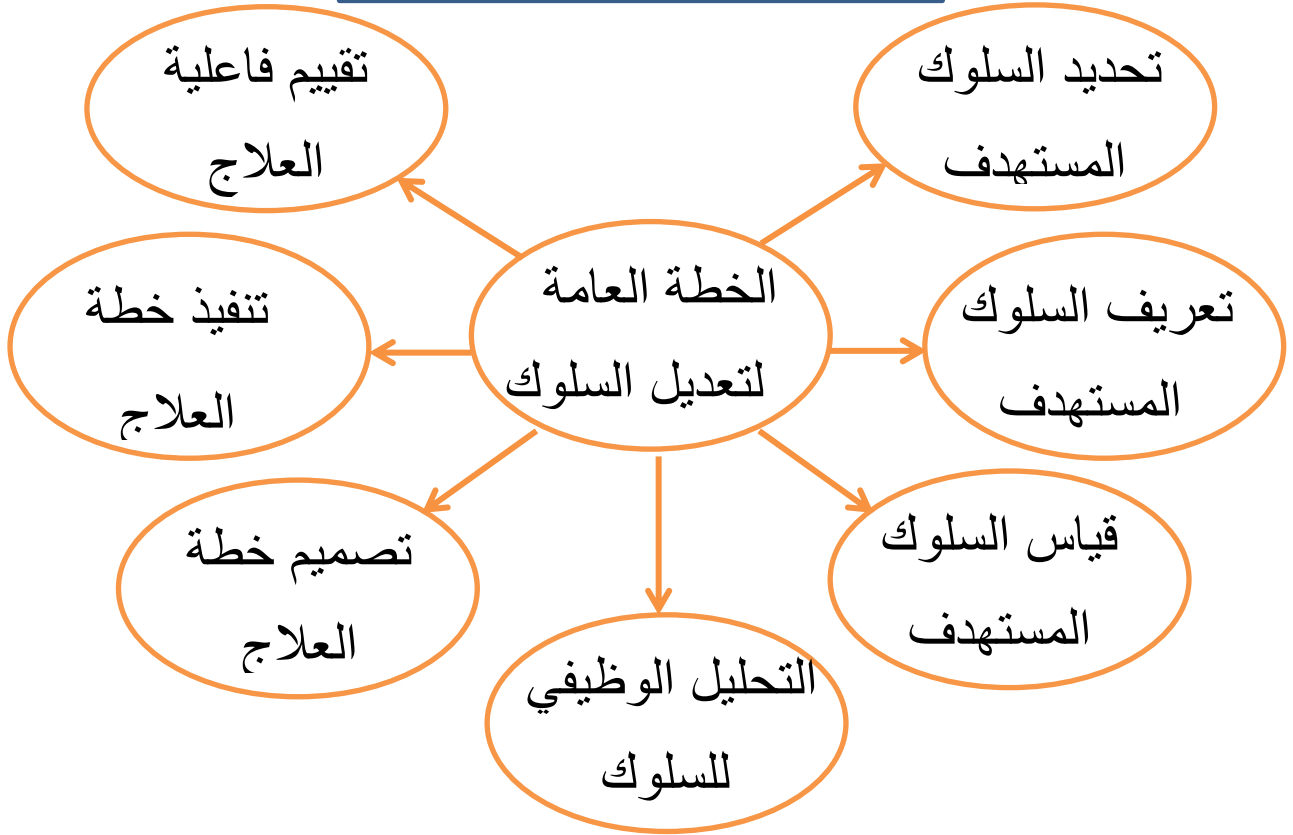 الخطة العامة
لتعديل السلوك
تحديد السلوك
المستهدف
تعريف السلوك
المستهدف
قياس السلوك
المستهدف
التحليل الوظيفي
للسلوك
تصميم خطة
العلاج
تنفيذ خطة
العلاج
تقييم فاعلية
العلاج